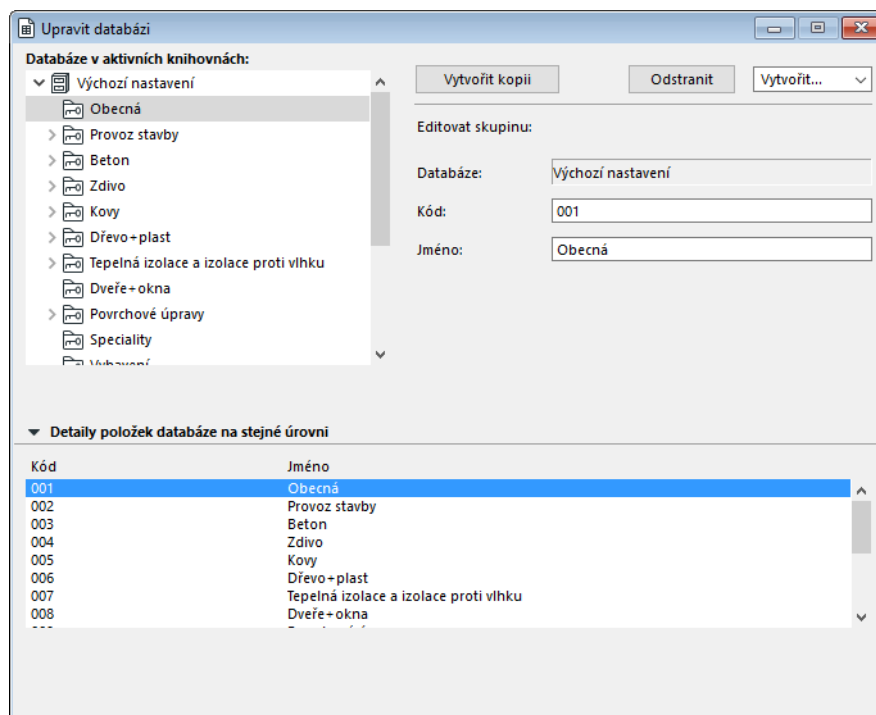 Upravit databázi
Databáze v aktivních knihovnách:
Výchozí nastavení
Obecná
Provoz stavby
Beton
Zdivo
Kovy
Dřevo+plast
Tepelná izolace a izolace proti vlhku
Dveře+okna
Povrchové úpravy
Speciality
Vybavení
Vytvořit kopii
Odstranit
Vytvořit...
Editovat skupinu:
Databáze: Výchozí nastavení
Kód: 001
Jméno: Obecná
Detaily položek databáze na stejné úrovni
Kód Jméno
001 Obecná
002 Provoz stavby
003 Beton
004 Zdivo
005 Kovy
006 Dřevo+plast
007 Tepelná izolace a izolace proti vlhku
008 Dveře+okna